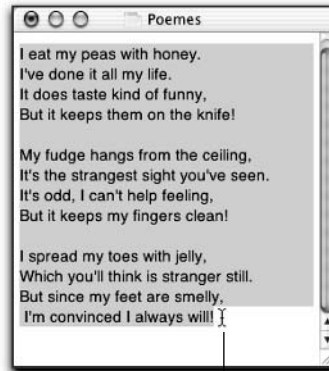 Poemes
I eat my peas with honey.
I've done it all my life.
It does taste kind of funny,
But it keeps them on the knife!
My fudge hangs from the ceiling,
It's the strangest sight you've seen.
It's odd, I can't help feeling,
But it keeps my fingers clean!
I spread my toes with jelly,
Which you'll think is stranger still.
But since my feet are smelly,
I'm convinced I always will!